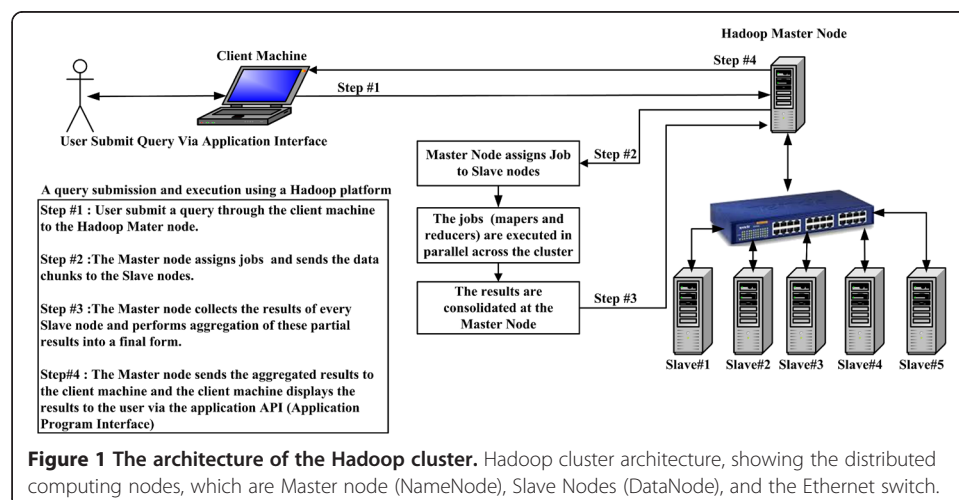 Hadoop Master Node
Client Machine
Step #4
Step #1
User Submit Query Via Application Interface
Step #2
Master Node assigns Job
to Slave nodes
The jobs (mapers and
reducers) are executed in
parallel across the cluster
The results are
consolidated at the
Master Node
Step #3
A query submission and execution using a Hadoop platform
Step #1 : User submit a query through the client machine
to the Hadoop Mater node.
Step #2 :The Master node assigns jobs and sends the data
chunks to the Slave nodes.
Step #3 :The Master node collects the results of every
Slave node and performs aggregation of these partial
results into a final form.
Step#4 : The Master node sends the aggregated results to
the client machine and the client machine displays the
results to the user via the application API (Application
Program Interface)
Slave#1 Slave#2 Slave#3 Slave#4 Slave#5
Figure 1 The architecture of the Hadoop cluster. Hadoop cluster architecture, showing the distributed
computing nodes, which are Master node (NameNode), Slave Nodes (DataNode), and the Ethernet switch.